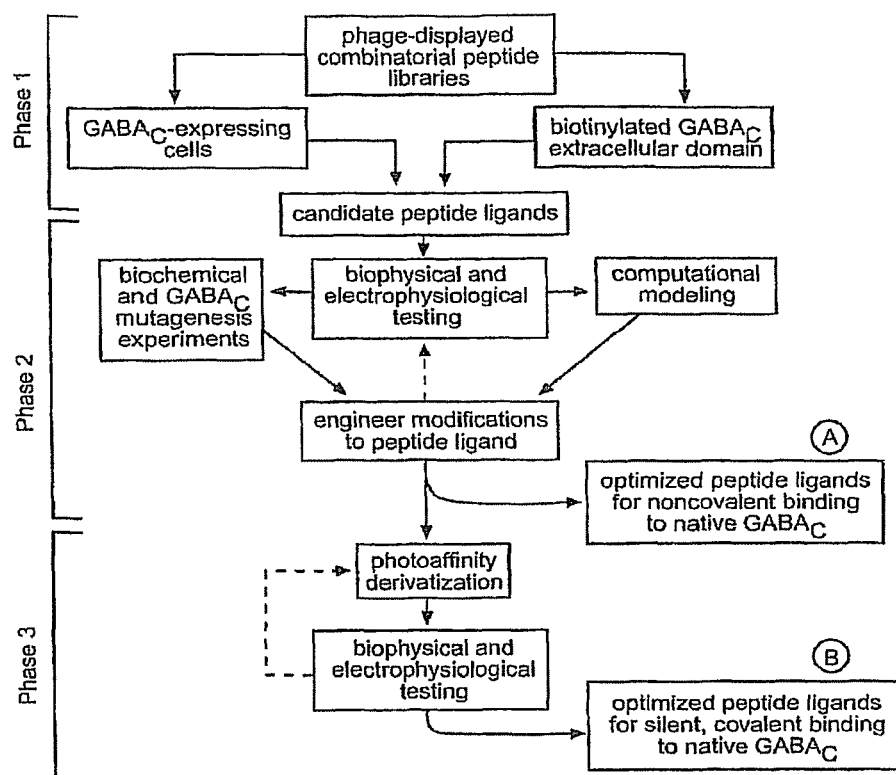 Phase 1
phage-displayed
combinatorial peptide
libraries
GABAC-expressing
cells
biotinylated GABAC
extracellular domain
candidate peptide ligands
Phase 2
biochemical
and GABAC
mutagenesis
experiments
biophysical and
electrophysiological
testing
computational
modeling
engineer modifications
to peptide ligand
A
optimized peptide ligands
for noncovalent binding
to native GABAC
Phase 3
photoaffinity
derivatization
biophysical and
electrophysiological
testing
B
optimized peptide ligands
for silent, covalent binding
to native GABAC